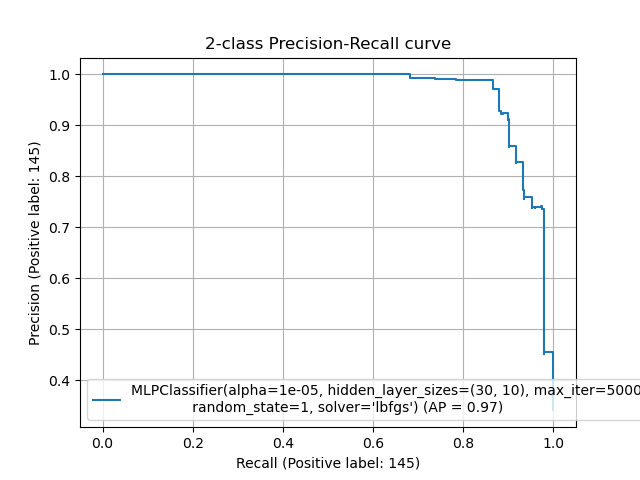 2-class Precision-Recall curve
1.0
0.9
0.8
0.7
0.6
0.5
0.4
Precision (Positive label: 145)
MLPClassifier(alpha=1e-05, hidden_layer_sizes=(30, 10), max_iter=5000
random_state=1, solver='lbfgs') (AP = 0.97)
0.0 0.2 0.4 0.6 0.8 1.0
Recall (Positive label: 145)